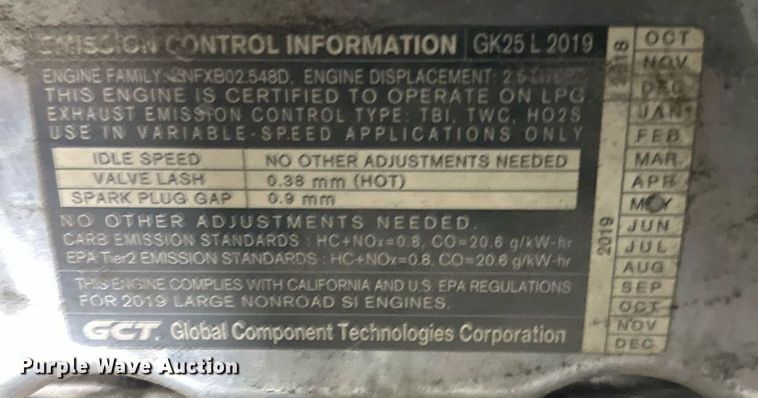 EMISSION CONTROL INFORMATION GK25 L 2019
ENGINE FAMILY: NFXB02.548D, ENGINE DISPLACEMENT:
THIS ENGINE IS CERTIFIED TO OPERATE ON LPG.
EXHAUST EMISSION CONTROL TYPE: TBI, TWC, HO2S
USE IN VARIABLE-SPEED APPLICATIONS ONLY
IDLE SPEED NO OTHER ADJUSTMENTS NEEDED
VALVE LASH 0.38 mm (HOT)
SPARK PLUG GAP 0.9 mm
NO OTHER ADJUSTMENTS NEEDED.
CARB EMISSION STANDARDS : HC+NOx=0.8, CO=20.6 g/kW-hr
EPA Tier2 EMISSION STANDARDS : HC+NOx=0.8, CO=20.6 g/kW-hr
THIS ENGINE COMPLIES WITH CALIFORNIA AND U.S. EPA REGULATIONS
FOR 2019 LARGE NONROAD SI ENGINES.
GCT. Global Component Technologies Corporation
2018
OCT
NOV
DEC
2019
JAN
FEB
MAR
APR
MAY
JUN
JUL
AUG
SEP
OCT
NOV
DEC
Purple Wave Auction